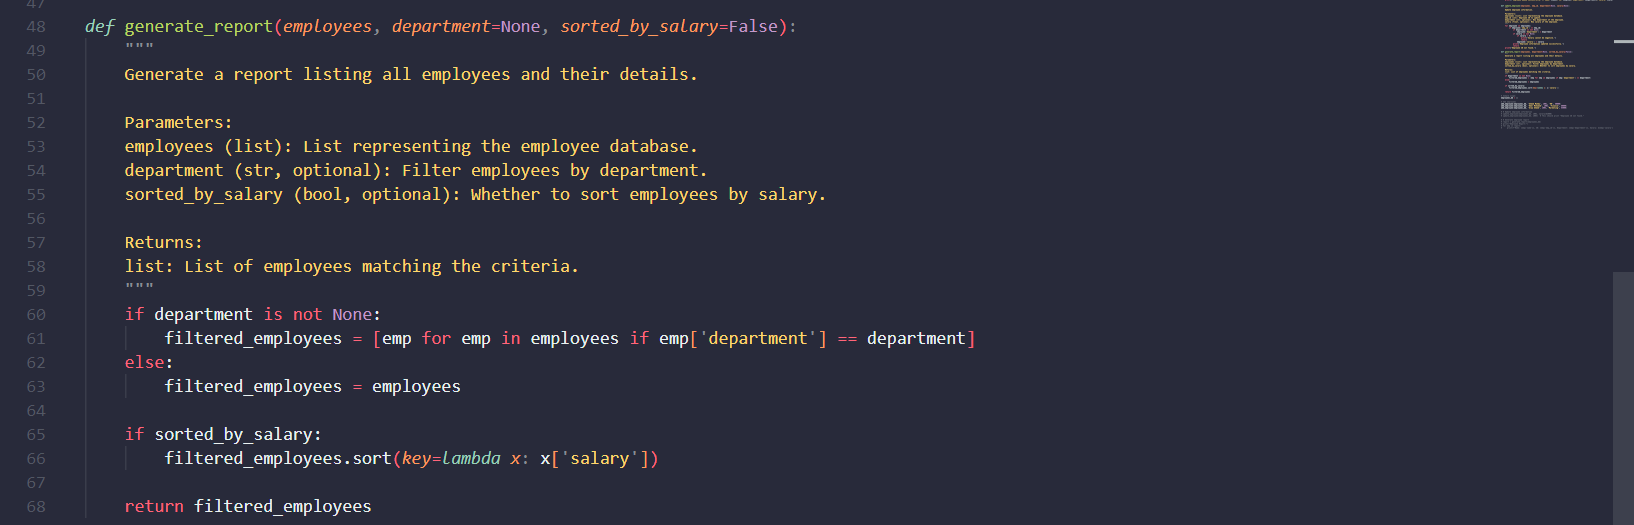 47
48 def generate_report(employees, department=None, sorted_by_salary=False):
49     """
50     Generate a report listing all employees and their details.
51
52     Parameters:
53     employees (list): List representing the employee database.
54     department (str, optional): Filter employees by department.
55     sorted_by_salary (bool, optional): Whether to sort employees by salary.
56
57     Returns:
58     list: List of employees matching the criteria.
59     """
60     if department is not None:
61         filtered_employees = [emp for emp in employees if emp['department'] == department]
62     else:
63         filtered_employees = employees
64
65     if sorted_by_salary:
66         filtered_employees.sort(key=lambda x: x['salary'])
67
68     return filtered_employees